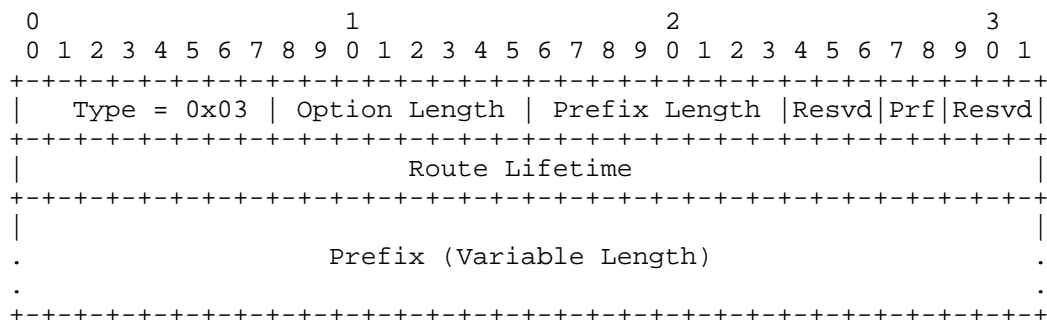 0                   1                   2                   3
 0 1 2 3 4 5 6 7 8 9 0 1 2 3 4 5 6 7 8 9 0 1 2 3 4 5 6 7 8 9 0 1
+-+-+-+-+-+-+-+-+-+-+-+-+-+-+-+-+-+-+-+-+-+-+-+-+-+-+-+-+-+-+-+-+
|   Type = 0x03 | Option Length | Prefix Length |Resvd|Prf|Resvd|
+-+-+-+-+-+-+-+-+-+-+-+-+-+-+-+-+-+-+-+-+-+-+-+-+-+-+-+-+-+-+-+-+
|                        Route Lifetime                         |
+-+-+-+-+-+-+-+-+-+-+-+-+-+-+-+-+-+-+-+-+-+-+-+-+-+-+-+-+-+-+-+-+
|                                                               |
.                   Prefix (Variable Length)                    .
.                                                               .
+-+-+-+-+-+-+-+-+-+-+-+-+-+-+-+-+-+-+-+-+-+-+-+-+-+-+-+-+-+-+-+-+